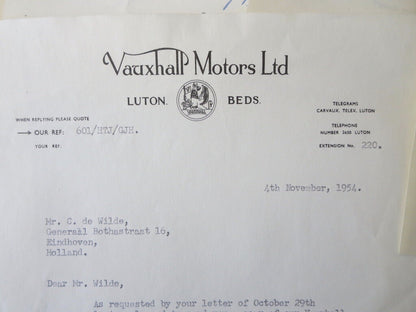 Vauxhall Motors Ltd
LUTON. BEDS.
TELEGRAMS
CARVAUX, TELEX, LUTON
WHEN REPLYING PLEASE QUOTE
TELEPHONE
→ OUR REF: 601/HTJ/GJH.
NUMBER 2650 LUTON
YOUR REF.
EXTENSION No. 220.
4th November, 1954.
Mr. C. de Wilde,
Generaal Bothastraat 16,
Eindhoven,
Holland.
Dear Mr. Wilde,
As requested by your letter of October 29th